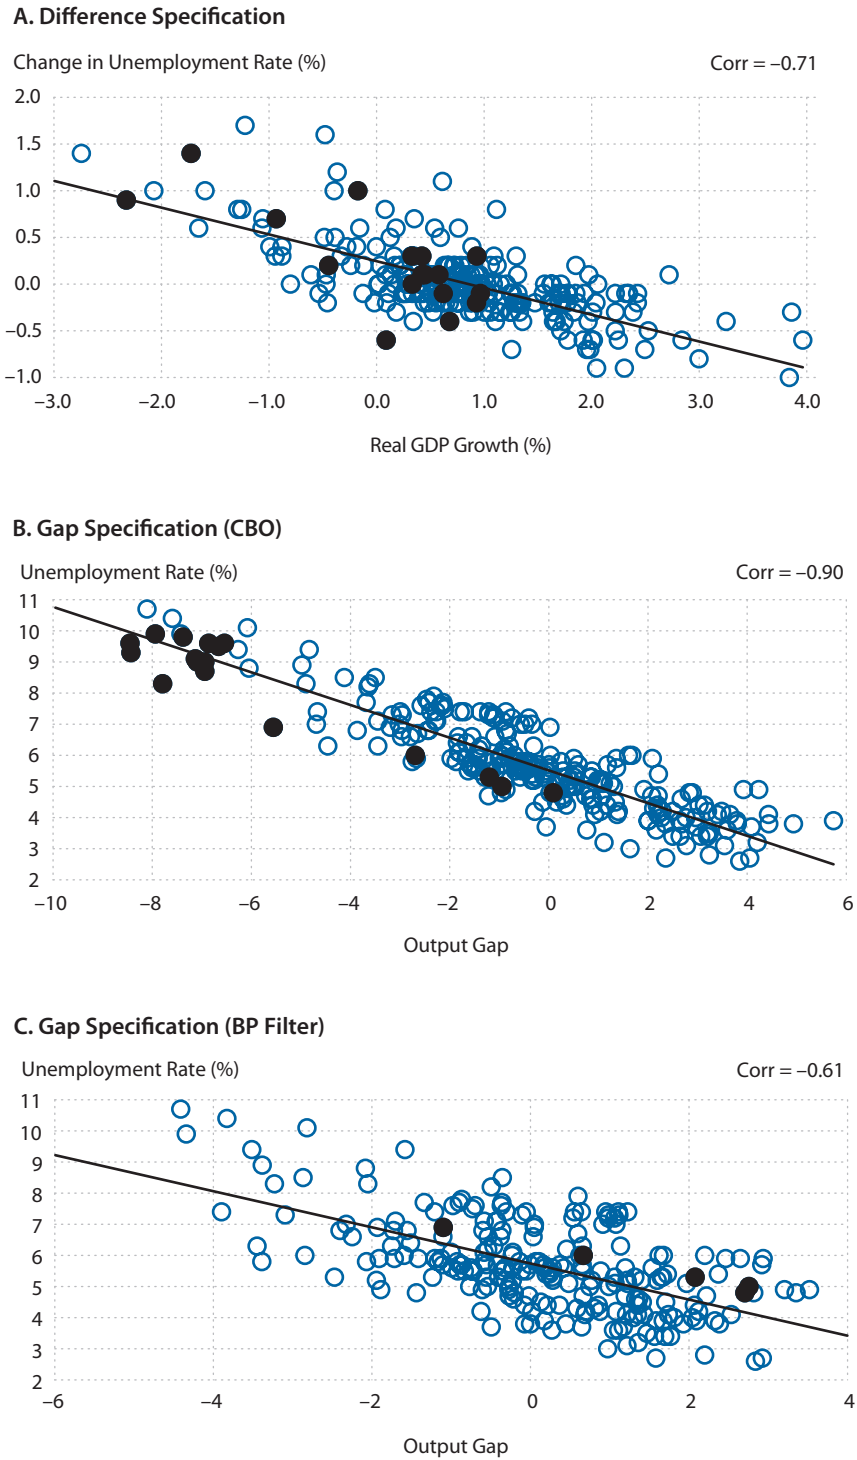 A. Difference Specification
Change in Unemployment Rate (%) Corr = –0.71
2.0
1.5
1.0
0.5
0.0
–0.5
–1.0
–3.0 –2.0 –1.0 0.0 1.0 2.0 3.0 4.0
Real GDP Growth (%)
B. Gap Specification (CBO)
Unemployment Rate (%) Corr = –0.90
11
10
9
8
7
6
5
4
3
2
–10 –8 –6 –4 –2 0 2 4 6
Output Gap
C. Gap Specification (BP Filter)
Unemployment Rate (%) Corr = –0.61
11
10
9
8
7
6
5
4
3
2
–6 –4 –2 0 2 4
Output Gap